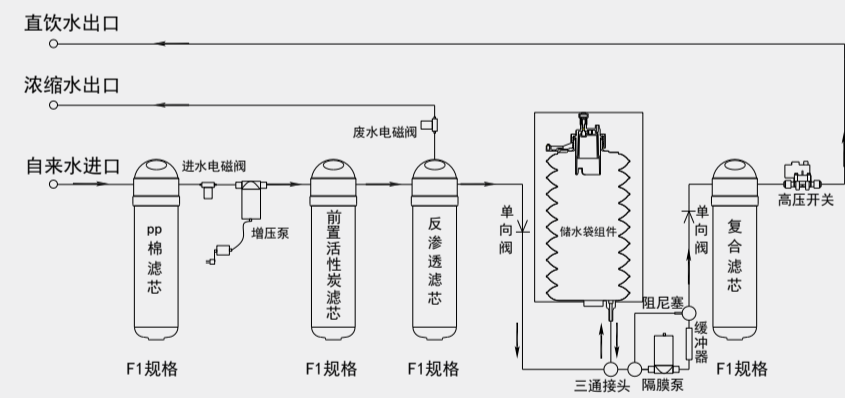 直饮水出口
浓缩水出口
废水电磁阀
自来水进口
进水电磁阀
增压泵
pp棉滤芯
前置活性炭滤芯
反渗透滤芯
单向阀
储水袋组件
单向阀
复合滤芯
高压开关
阻尼塞
缓冲器
三通接头
隔膜泵
F1规格
F1规格
F1规格
F1规格